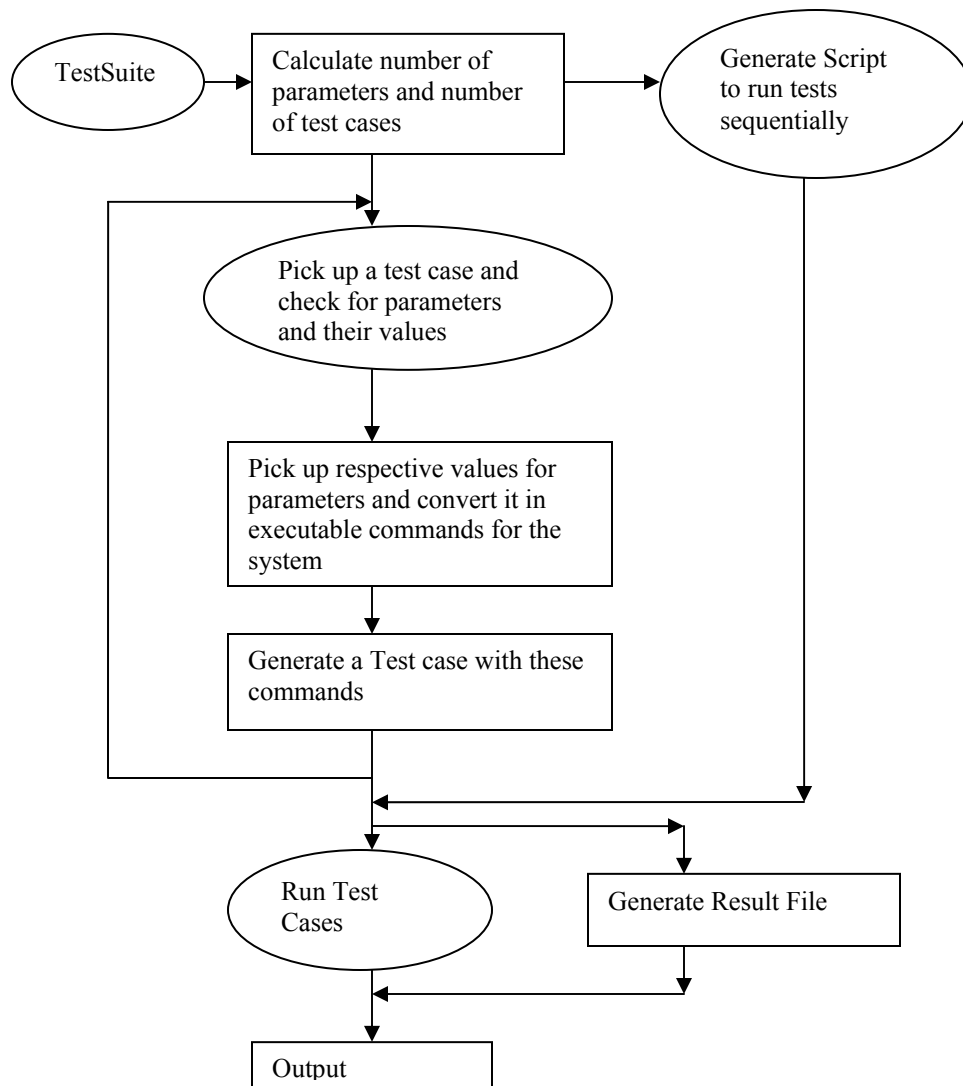 TestSuite
Calculate number of
parameters and number
of test cases
Generate Script
to run tests
sequentially
Pick up a test case and
check for parameters
and their values
Pick up respective values for
parameters and convert it in
executable commands for the
system
Generate a Test case with these
commands
Run Test
Cases
Generate Result File
Output